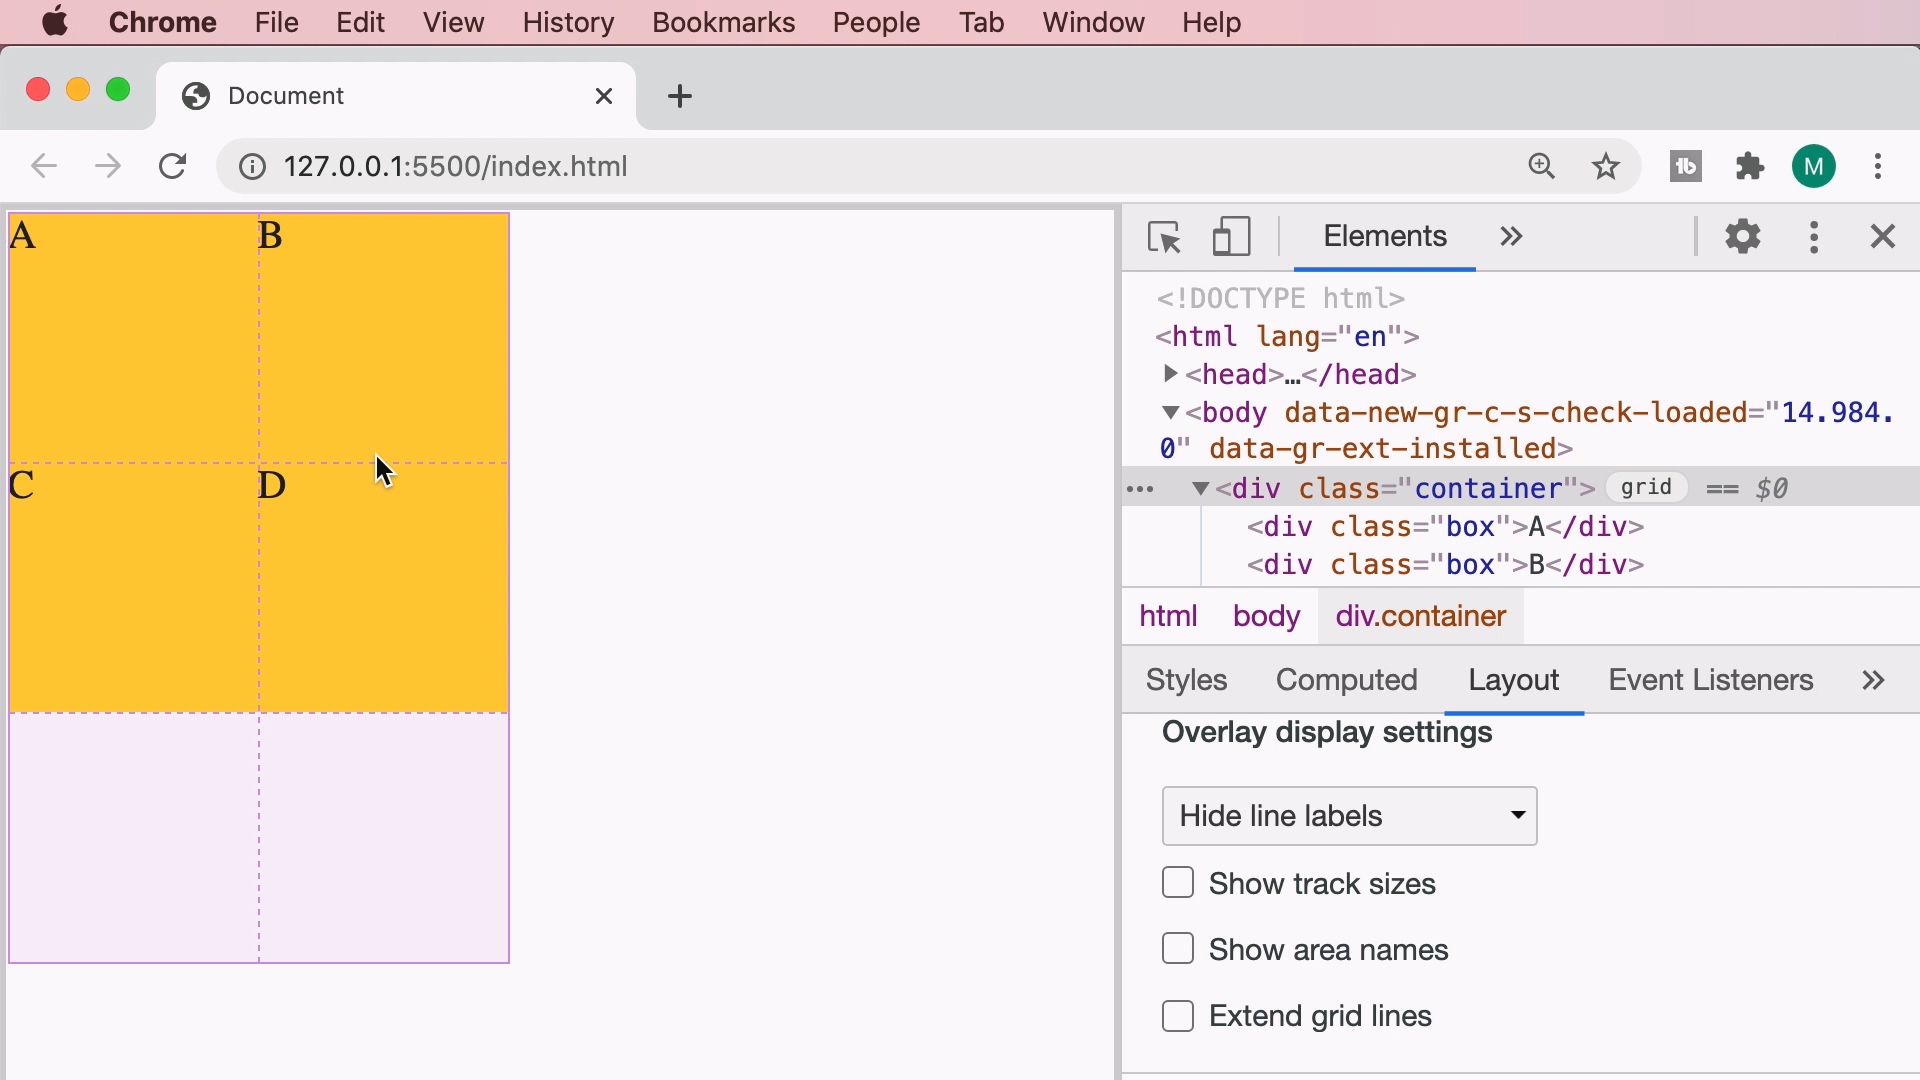 Chrome File Edit View History Bookmarks People Tab Window Help
Document
127.0.0.1:5500/index.html
tb
M
A B
C D
Elements
<!DOCTYPE html>
<html lang="en">
<head>…</head>
<body data-new-gr-c-s-check-loaded="14.984.
0" data-gr-ext-installed>
<div class="container"> grid == $0
<div class="box">A</div>
<div class="box">B</div>
html body div.container
Styles Computed Layout Event Listeners
Overlay display settings
Hide line labels
Show track sizes
Show area names
Extend grid lines